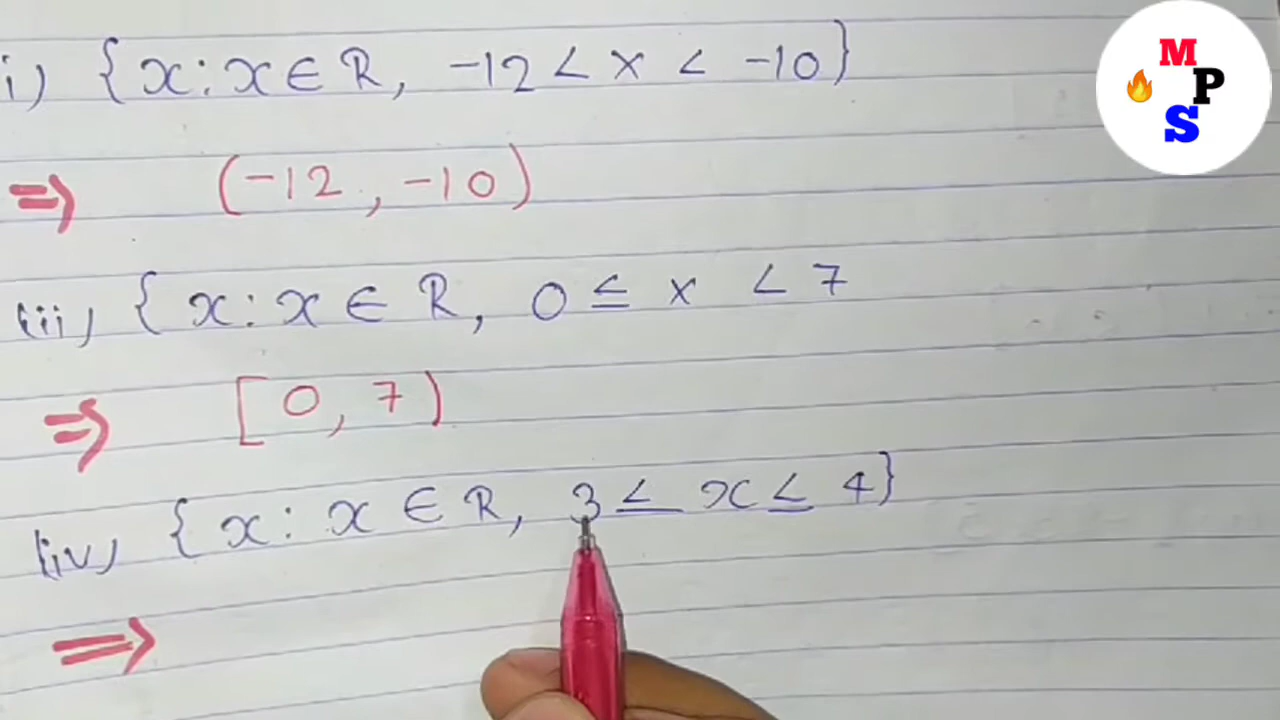 i) {x : x ∈ R, -12 < x < -10}
⇒ (-12, -10)
(iii) { x : x ∈ R, 0 ≤ x < 7
⇒ [0, 7)
(iv) { x : x ∈ R, 3 ≤ x ≤ 4}
⇒
M
P
S